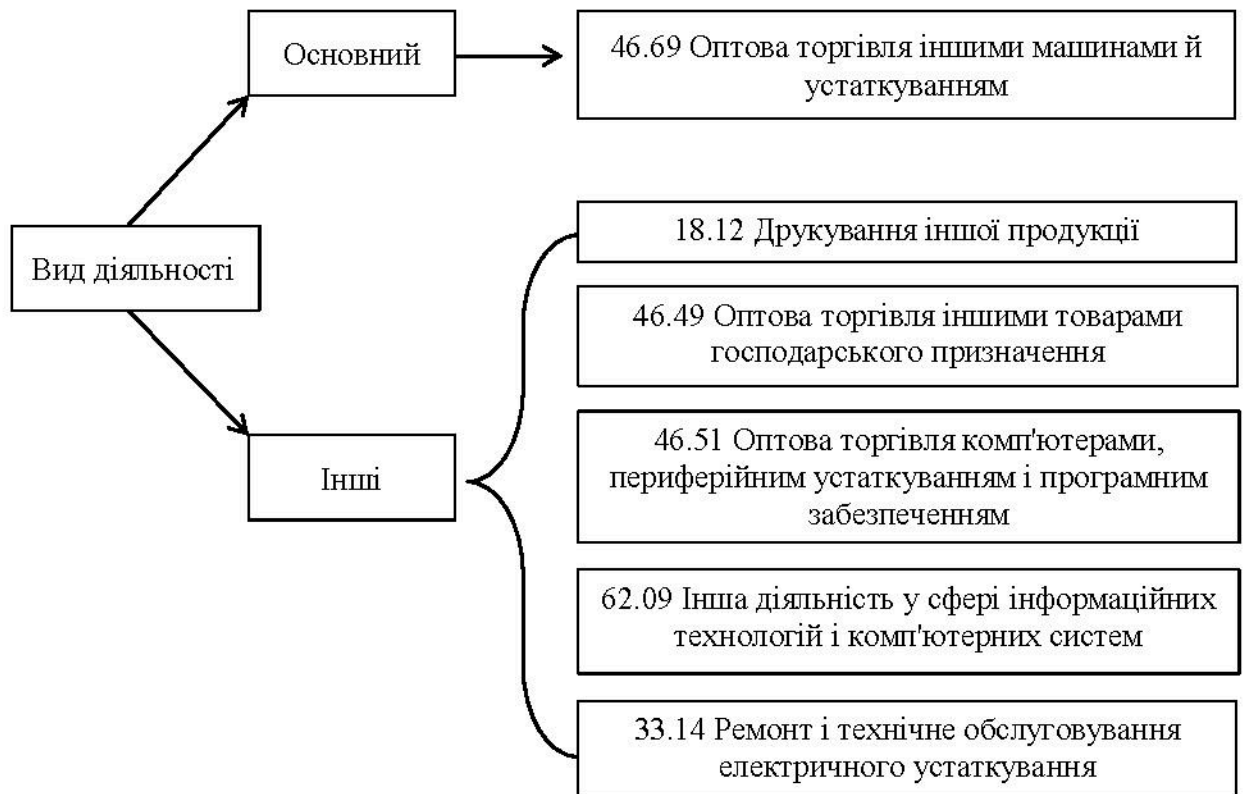 Основний
46.69 Оптова торгівля іншими машинами й
устаткуванням
Вид діяльності
18.12 Друкування іншої продукції
46.49 Оптова торгівля іншими товарами
господарського призначення
Інші
46.51 Оптова торгівля комп'ютерами,
периферійним устаткуванням і програмним
забезпеченням
62.09 Інша діяльність у сфері інформаційних
технологій і комп'ютерних систем
33.14 Ремонт і технічне обслуговування
електричного устаткування